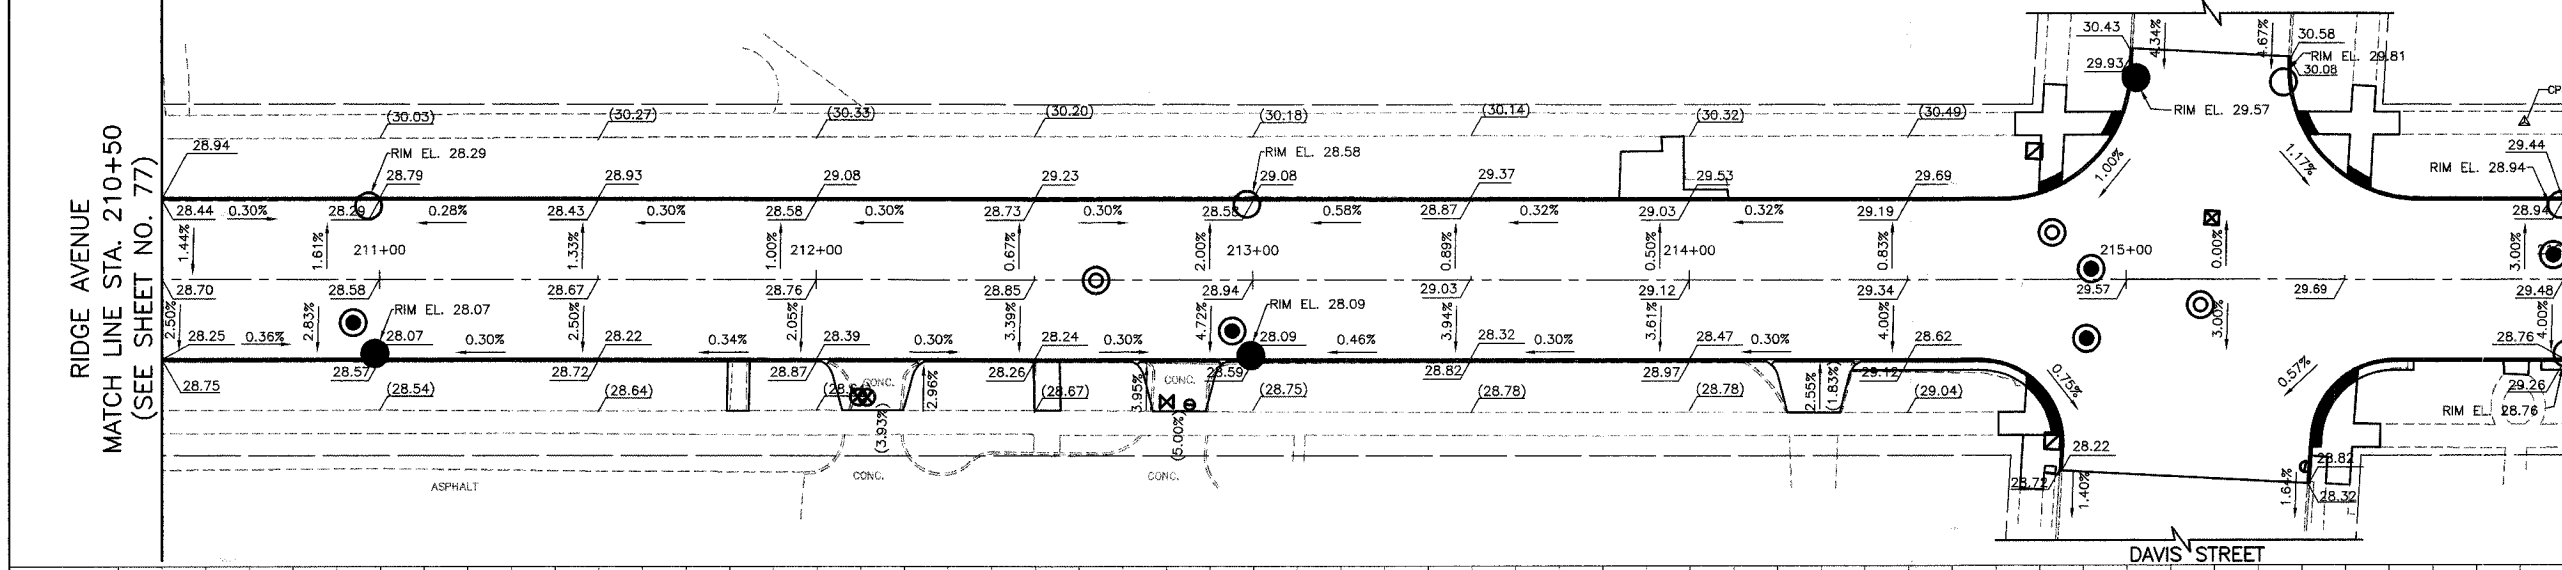 RIDGE AVENUE
MATCH LINE STA. 210+50
(SEE SHEET NO. 77)
30.43 4.34% 4.67% 30.58
RIM EL. 29.81
29.93 30.08
RIM EL. 29.57
CP
(30.03) (30.27) (30.33) (30.20) (30.18) (30.14) (30.32) (30.49)
28.94 RIM EL. 28.29 RIM EL. 28.58 1.00% 1.17% 29.44
RIM EL. 28.94
28.79 28.93 29.08 29.23 29.08 29.37 29.53 29.69
28.44 0.30% 28.29 0.28% 28.43 0.30% 28.58 0.30% 28.73 0.30% 28.58 0.58% 28.87 0.32% 29.03 0.32% 29.19 28.94
1.44% 1.61% 1.33% 1.00% 0.67% 2.00% 0.89% 0.50% 0.83% 0.00% 3.00%
211+00 212+00 213+00 214+00 215+00
28.70 28.58 28.67 28.76 28.85 28.94 29.03 29.12 29.34 29.57 29.69 29.48
RIM EL. 28.07 RIM EL. 28.09
2.50% 2.83% 2.50% 2.05% 3.39% 4.72% 3.94% 3.61% 4.00% 3.00% 4.00%
28.25 0.36% 28.07 0.30% 28.22 0.34% 28.39 0.30% 28.24 0.30% 28.09 0.46% 28.32 0.30% 28.47 0.30% 28.62 28.76
28.75 28.57 28.72 28.87 28.26 28.59 28.82 28.97 29.12 0.75% 0.57% 29.26
CONC. 2.96% 3.95% CONC. 2.55% (1.83%)
(28.54) (28.64) (28.67) (28.75) (28.78) (28.78) (29.04)
RIM EL. 28.76
(3.93%) (5.00%)
28.22 28.82
CONC. CONC.
ASPHALT
28.72 1.40% 1.64% 28.32
DAVIS STREET